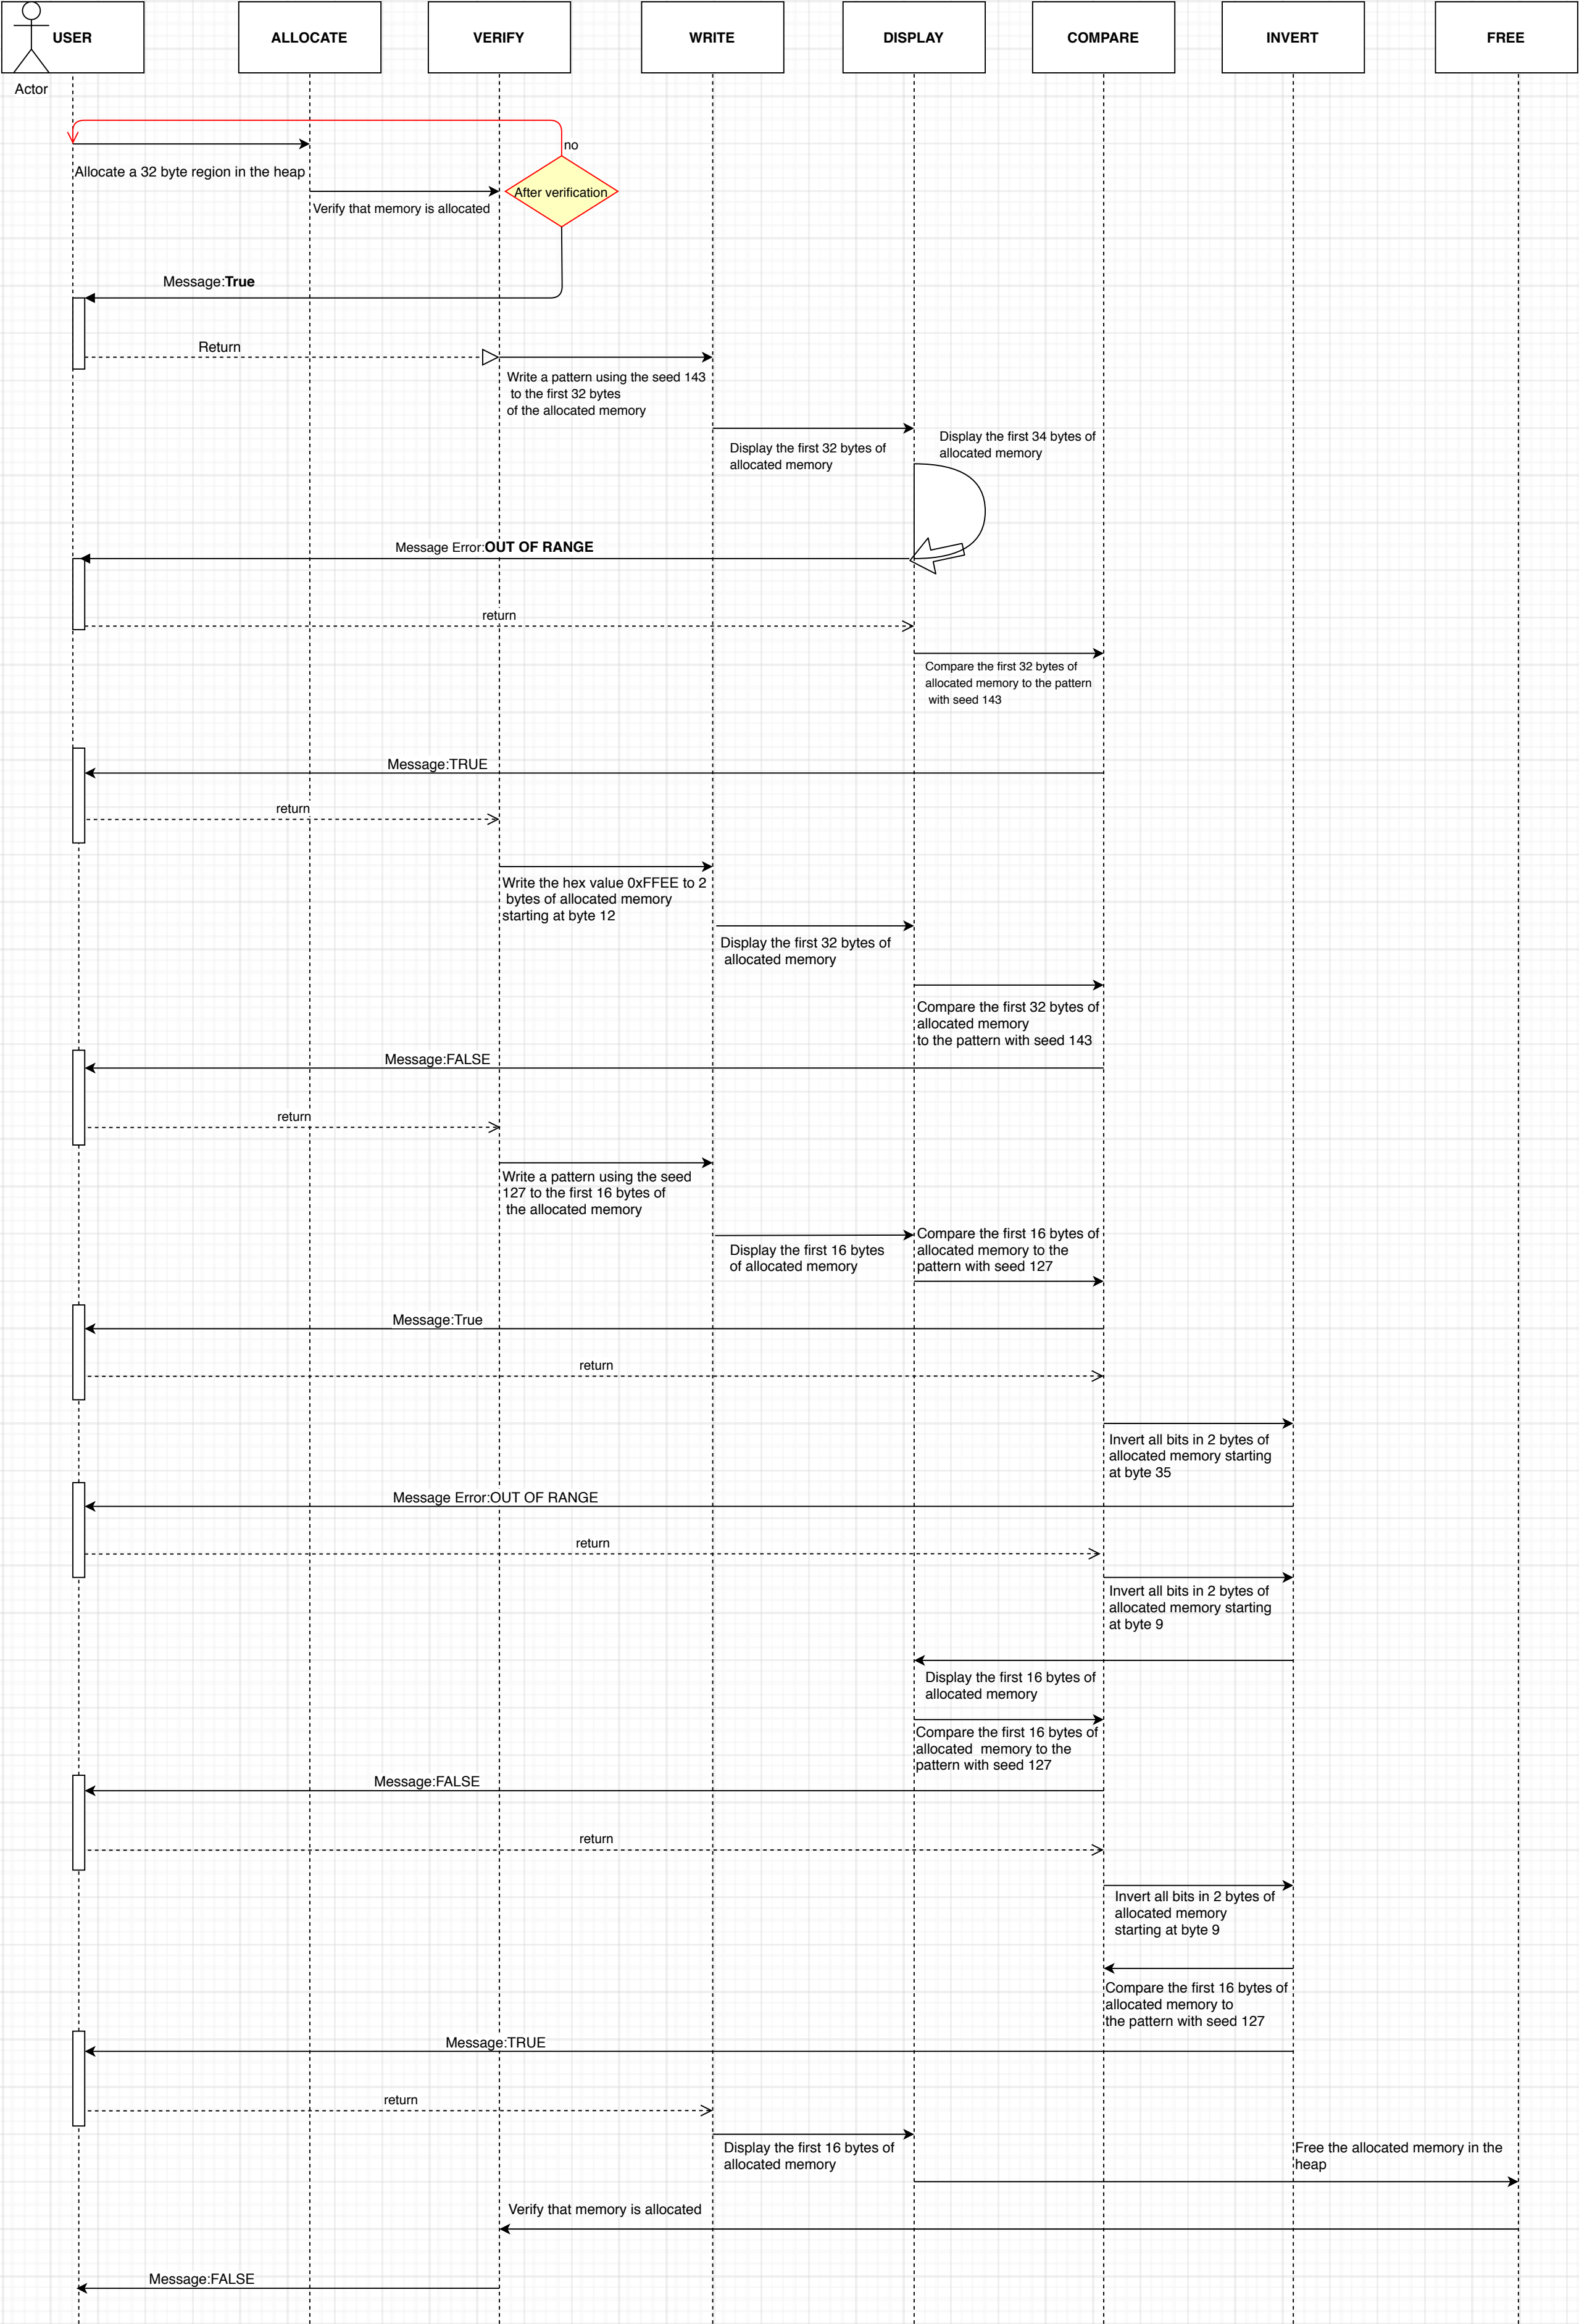 USER
ALLOCATE
VERIFY
WRITE
DISPLAY
COMPARE
INVERT
FREE
Actor
no
Allocate a 32 byte region in the heap
After verification
Verify that memory is allocated
Message:True
Return
Write a pattern using the seed 143
to the first 32 bytes
of the allocated memory
Display the first 32 bytes of
allocated memory
Display the first 34 bytes of
allocated memory
Message Error:OUT OF RANGE
return
Compare the first 32 bytes of
allocated memory to the pattern
with seed 143
Message:TRUE
return
Write the hex value 0xFFEE to 2
bytes of allocated memory
starting at byte 12
Display the first 32 bytes of
allocated memory
Compare the first 32 bytes of
allocated memory
to the pattern with seed 143
Message:FALSE
return
Write a pattern using the seed
127 to the first 16 bytes of
the allocated memory
Display the first 16 bytes
of allocated memory
Compare the first 16 bytes of
allocated memory to the
pattern with seed 127
Message:True
return
Invert all bits in 2 bytes of
allocated memory starting
at byte 35
Message Error:OUT OF RANGE
return
Invert all bits in 2 bytes of
allocated memory starting
at byte 9
Display the first 16 bytes of
allocated memory
Compare the first 16 bytes of
allocated  memory to the
pattern with seed 127
Message:FALSE
return
Invert all bits in 2 bytes of
allocated memory
starting at byte 9
Compare the first 16 bytes of
allocated memory to
the pattern with seed 127
Message:TRUE
return
Display the first 16 bytes of
allocated memory
Free the allocated memory in the
heap
Verify that memory is allocated
Message:FALSE